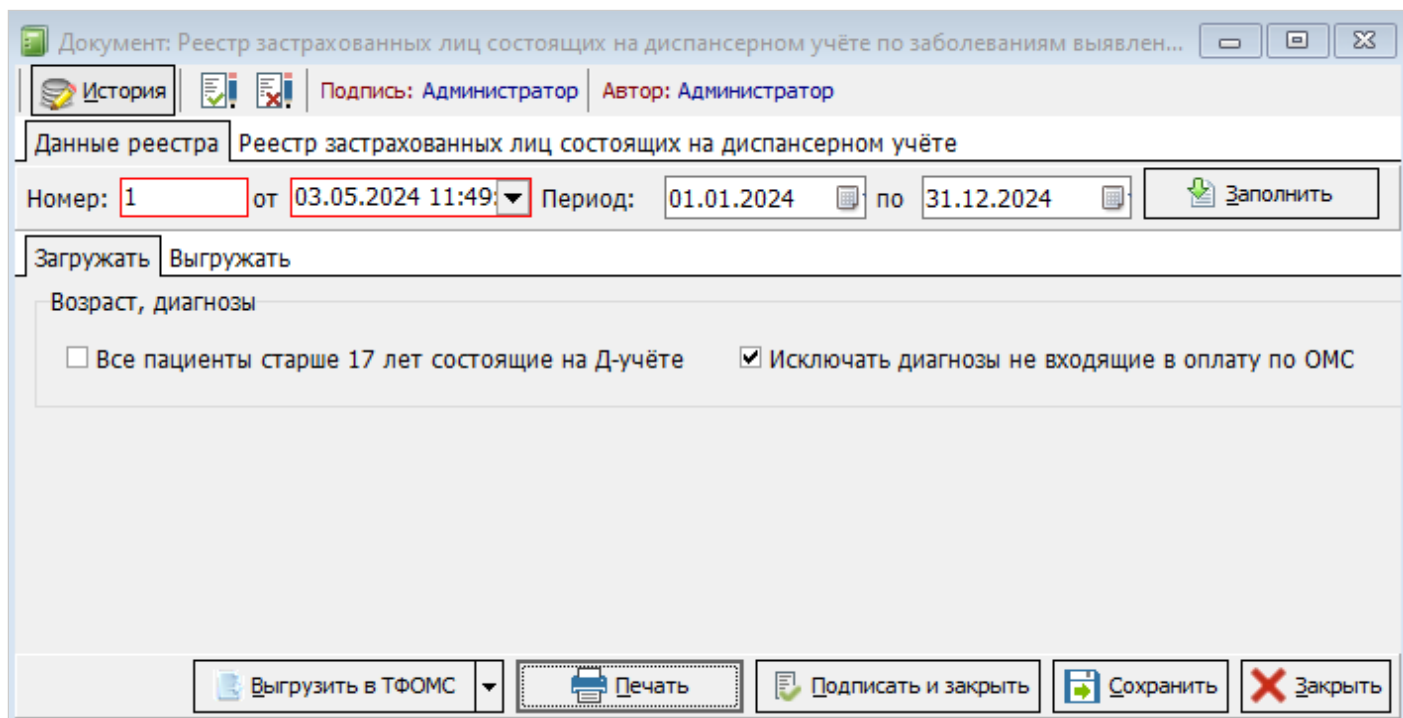 Документ: Реестр застрахованных лиц состоящих на диспансерном учёте по заболеваниям выявлен...
История Подпись: Администратор Автор: Администратор
Данные реестра Реестр застрахованных лиц состоящих на диспансерном учёте
Номер: 1 от 03.05.2024 11:49: Период: 01.01.2024 по 31.12.2024 Заполнить
Загружать Выгружать
Возраст, диагнозы
Все пациенты старше 17 лет состоящие на Д-учёте Исключать диагнозы не входящие в оплату по ОМС
Выгрузить в ТФОМС Печать Подписать и закрыть Сохранить Закрыть